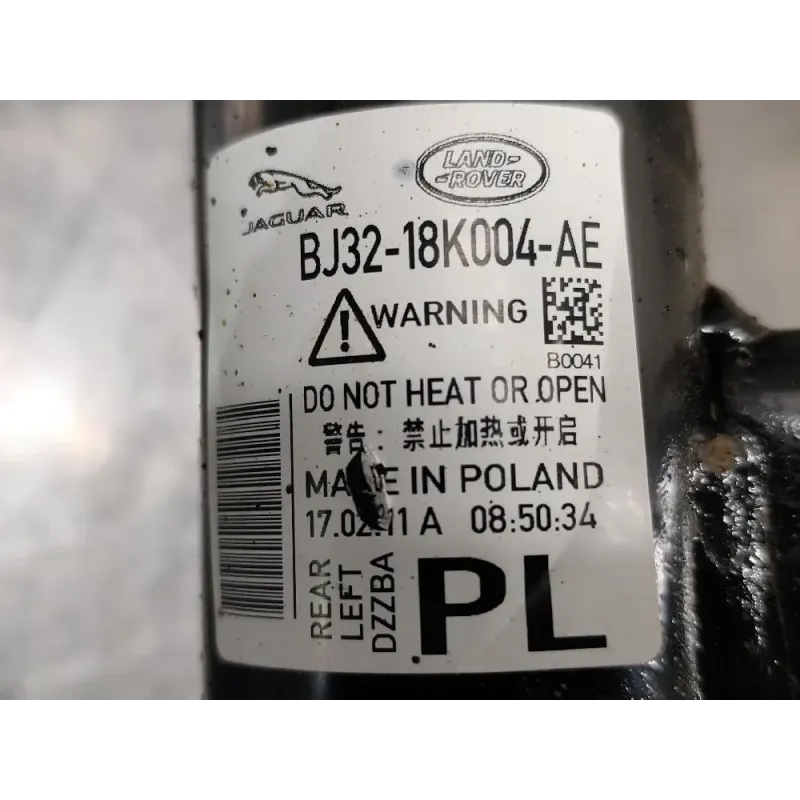 JAGUAR
LAND-
-ROVER
BJ32-18K004-AE
WARNING
B0041
DO NOT HEAT OR OPEN
警告：禁止加热或开启
IN POLAND
A 08:50:34
REAR
LEFT
DZZBA
PL